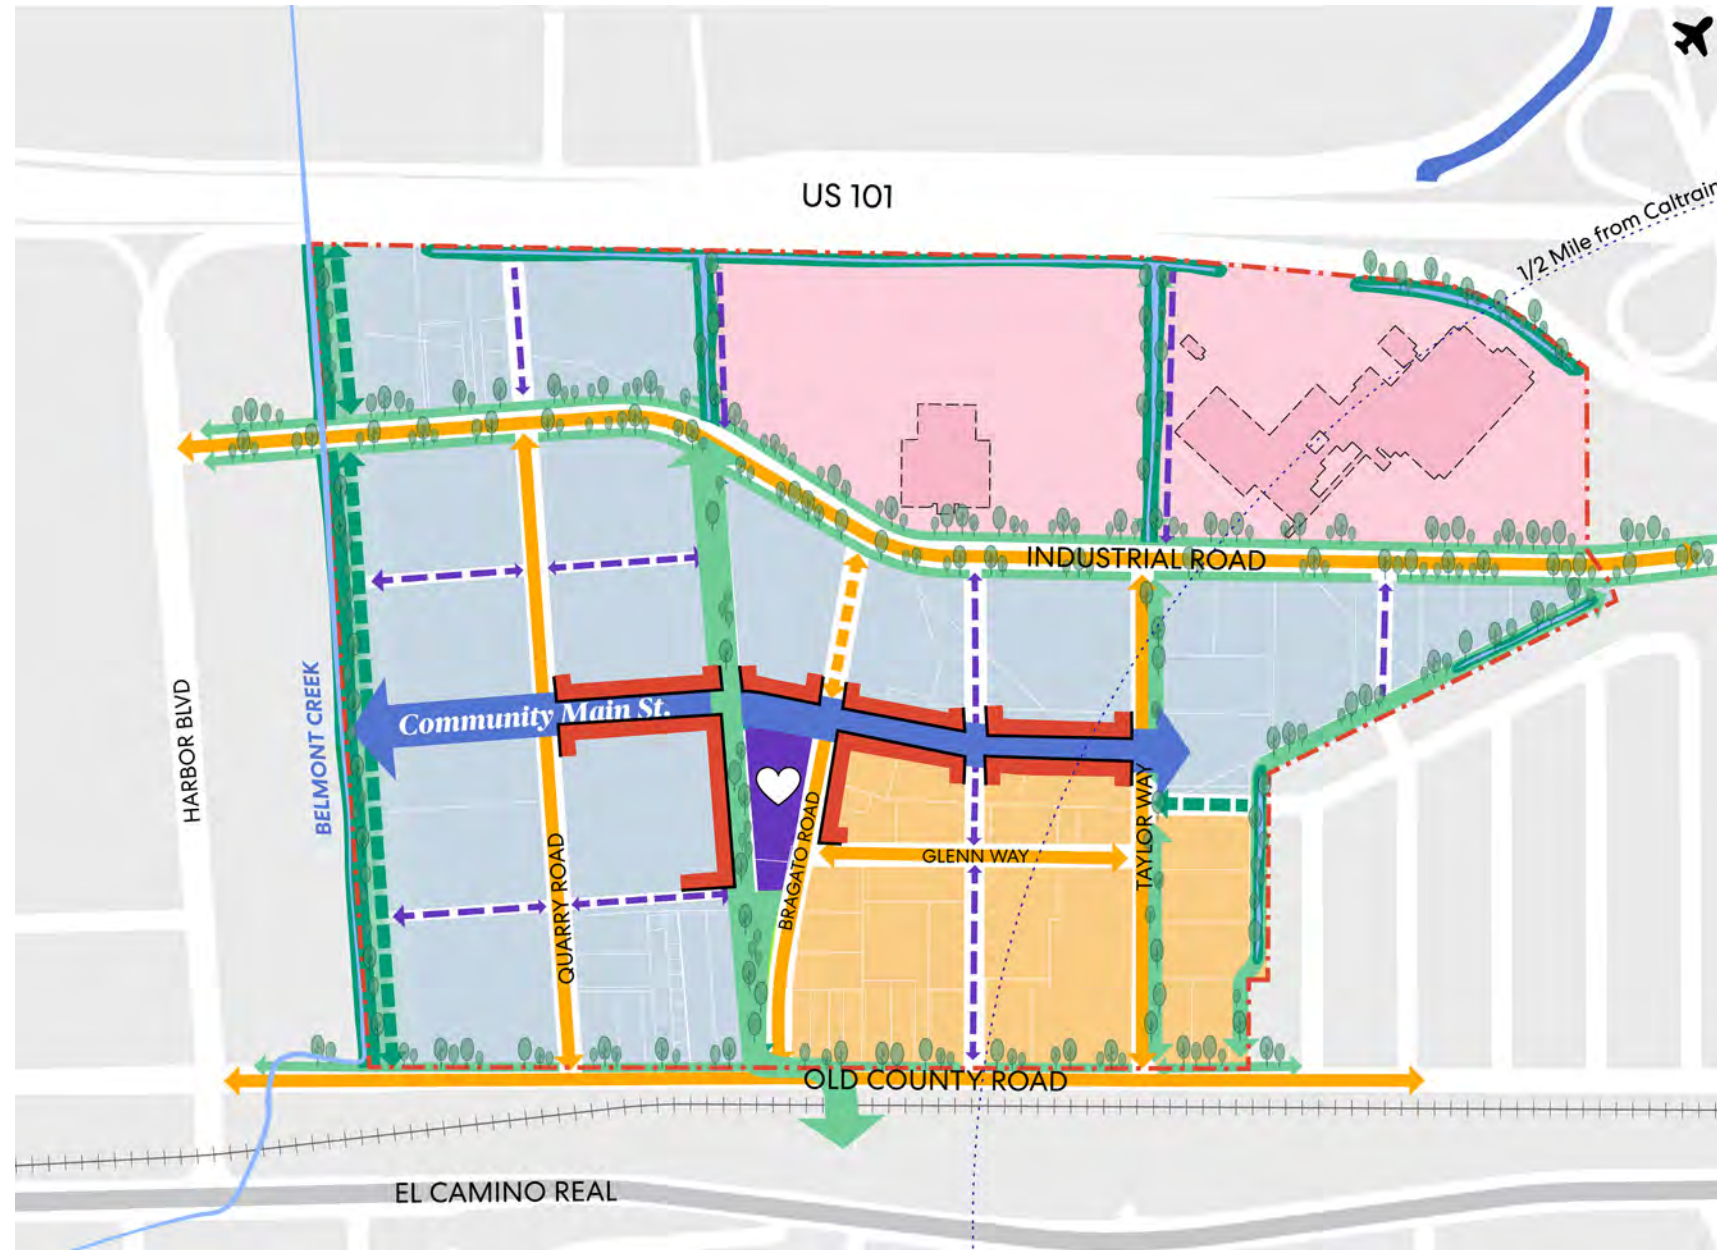 US 101
1/2 Mile from Caltrain
INDUSTRIAL ROAD
HARBOR BLVD
BELMONT CREEK
Community Main St.
QUARRY ROAD
BRAGATO ROAD
GLENN WAY
TAYLOR WAY
OLD COUNTY ROAD
EL CAMINO REAL